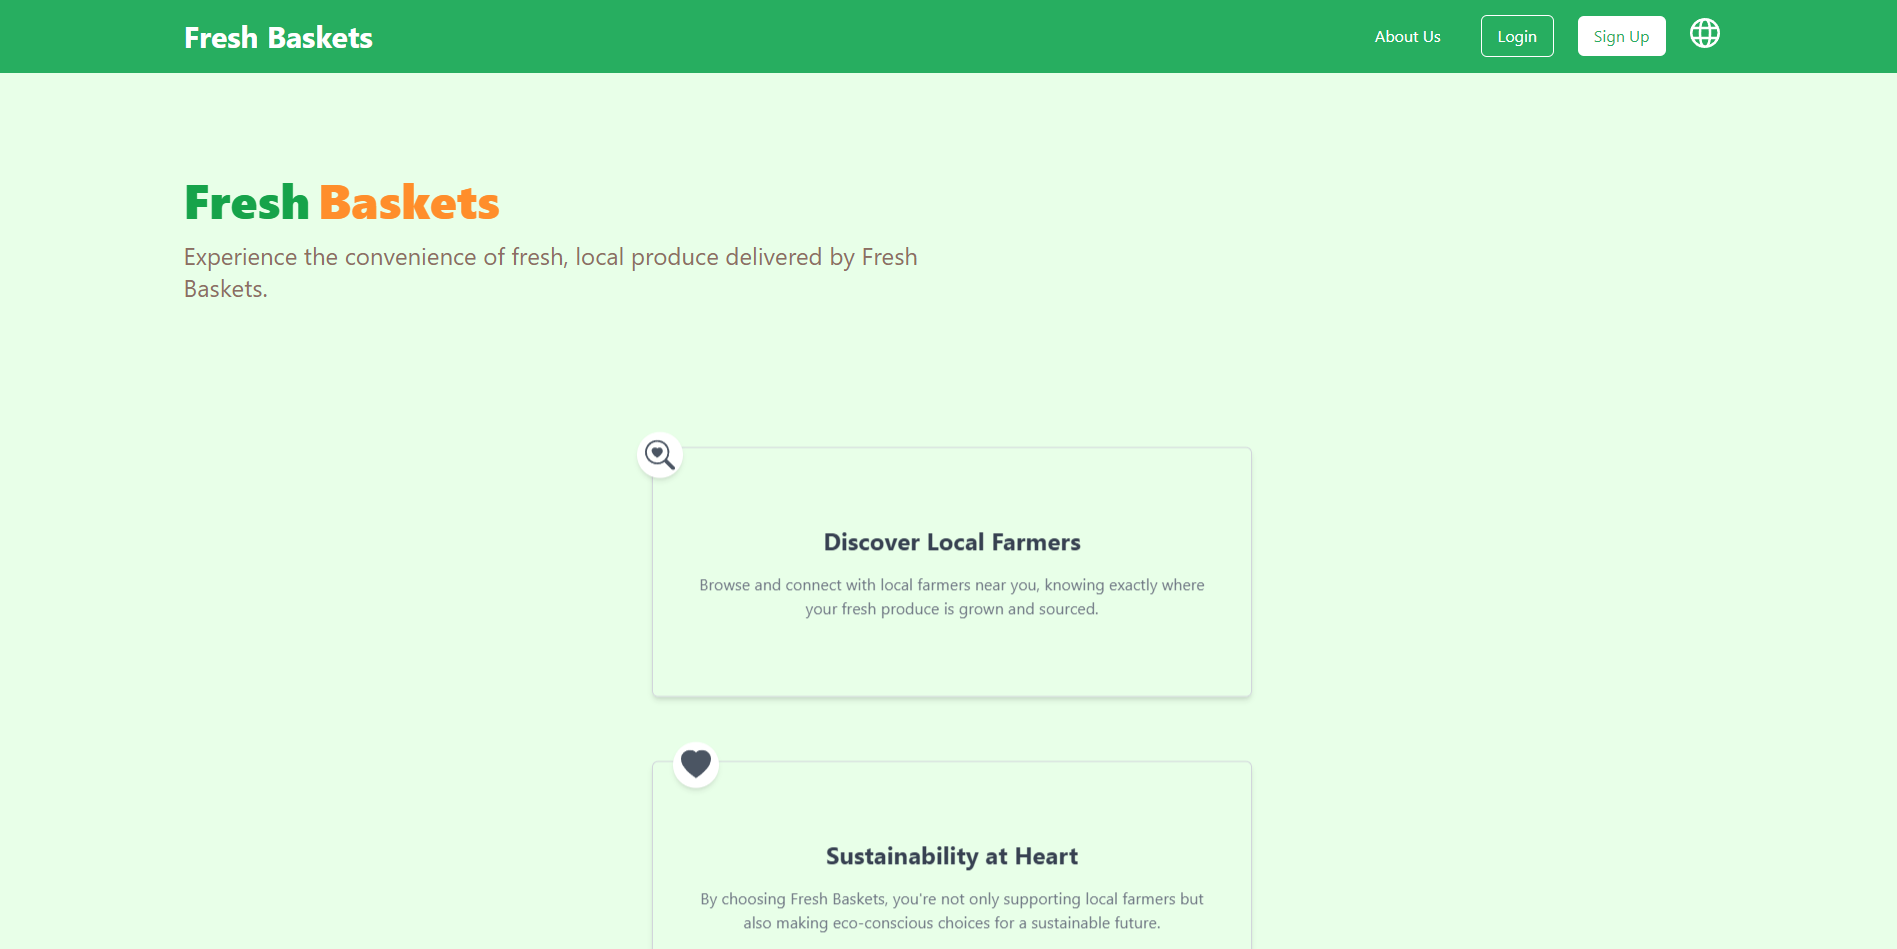 Fresh Baskets
About Us
Login
Sign Up
Fresh Baskets
Experience the convenience of fresh, local produce delivered by Fresh
Baskets.
Discover Local Farmers
Browse and connect with local farmers near you, knowing exactly where
your fresh produce is grown and sourced.
Sustainability at Heart
By choosing Fresh Baskets, you're not only supporting local farmers but
also making eco-conscious choices for a sustainable future.